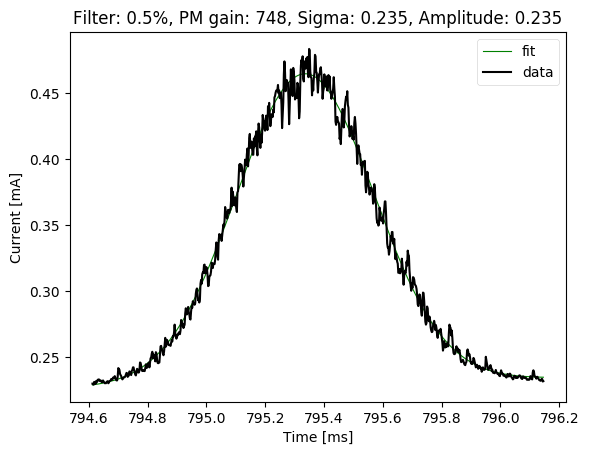 Filter: 0.5%, PM gain: 748, Sigma: 0.235, Amplitude: 0.235
fit
data
0.45
0.40
0.35
0.30
0.25
Current [mA]
794.6 794.8 795.0 795.2 795.4 795.6 795.8 796.0 796.2
Time [ms]